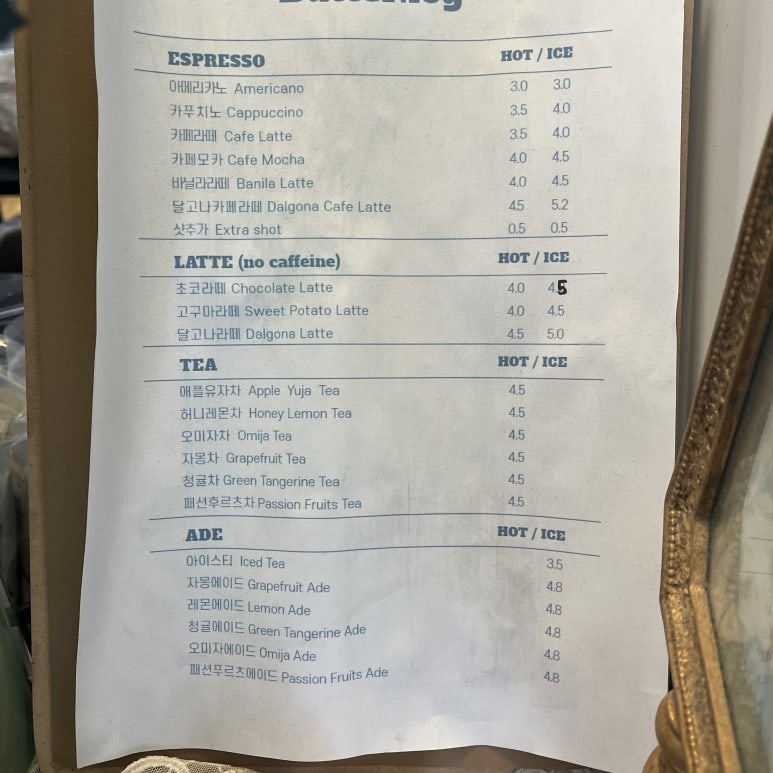 ESPRESSO HOT / ICE
아메리카노 Americano 3.0 3.0
카푸치노 Cappuccino 3.5 4.0
카페라떼 Cafe Latte 3.5 4.0
카페모카 Cafe Mocha 4.0 4.5
바닐라라떼 Banila Latte 4.0 4.5
달고나카페라떼 Dalgona Cafe Latte 4.5 5.2
샷추가 Extra shot 0.5 0.5
LATTE (no caffeine) HOT / ICE
초코라떼 Chocolate Latte 4.0 4.5
고구마라떼 Sweet Potato Latte 4.0 4.5
달고나라떼 Dalgona Latte 4.5 5.0
TEA HOT / ICE
애플유자차 Apple Yuja Tea 4.5
허니레몬차 Honey Lemon Tea 4.5
오미자차 Omija Tea 4.5
자몽차 Grapefruit Tea 4.5
청귤차 Green Tangerine Tea 4.5
패션후르츠차 Passion Fruits Tea 4.5
ADE HOT / ICE
아이스티 Iced Tea 3.5
자몽에이드 Grapefruit Ade 4.8
레몬에이드 Lemon Ade 4.8
청귤에이드 Green Tangerine Ade 4.8
오미자에이드 Omija Ade 4.8
패션푸르츠에이드 Passion Fruits Ade 4.8